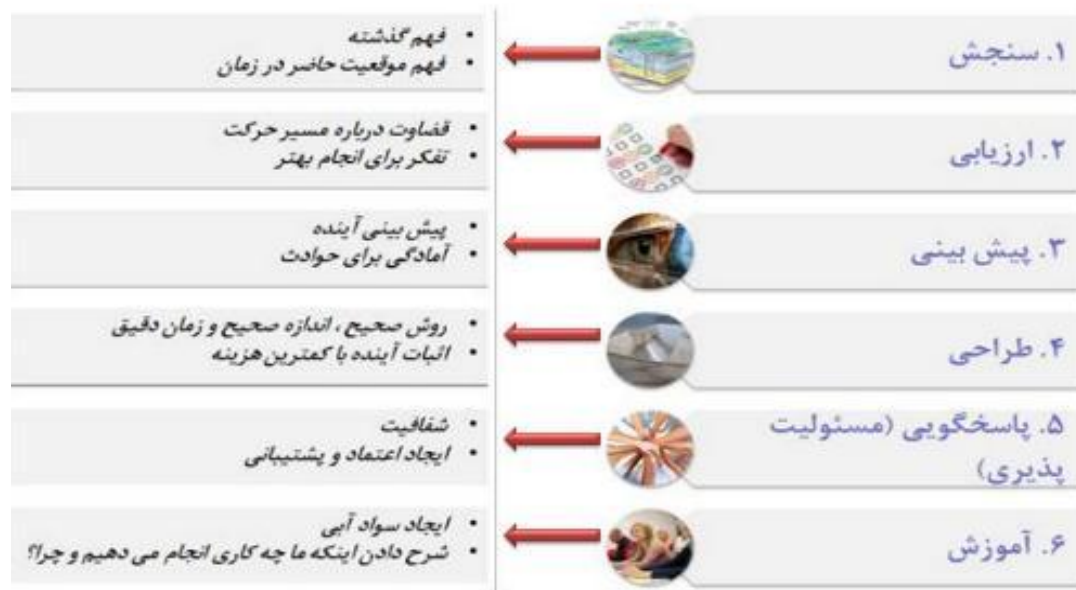 ۱. سنجش
• فهم گذشته
• فهم موقعیت حاضر در زمان
۲. ارزیابی
• قضاوت درباره مسیر حرکت
• تفکر برای انجام بهتر
۳. پیش بینی
• پیش بینی آینده
• آمادگی برای حوادث
۴. طراحی
• روش صحیح ، اندازه صحیح و زمان دقیق
• اثبات آینده با کمترین هزینه
۵. پاسخگویی (مسئولیت
پذیری)
• شفافیت
• ایجاد اعتماد و پشتیبانی
۶. آموزش
• ایجاد سواد آبی
• شرح دادن اینکه ما چه کاری انجام می دهیم و چرا؟